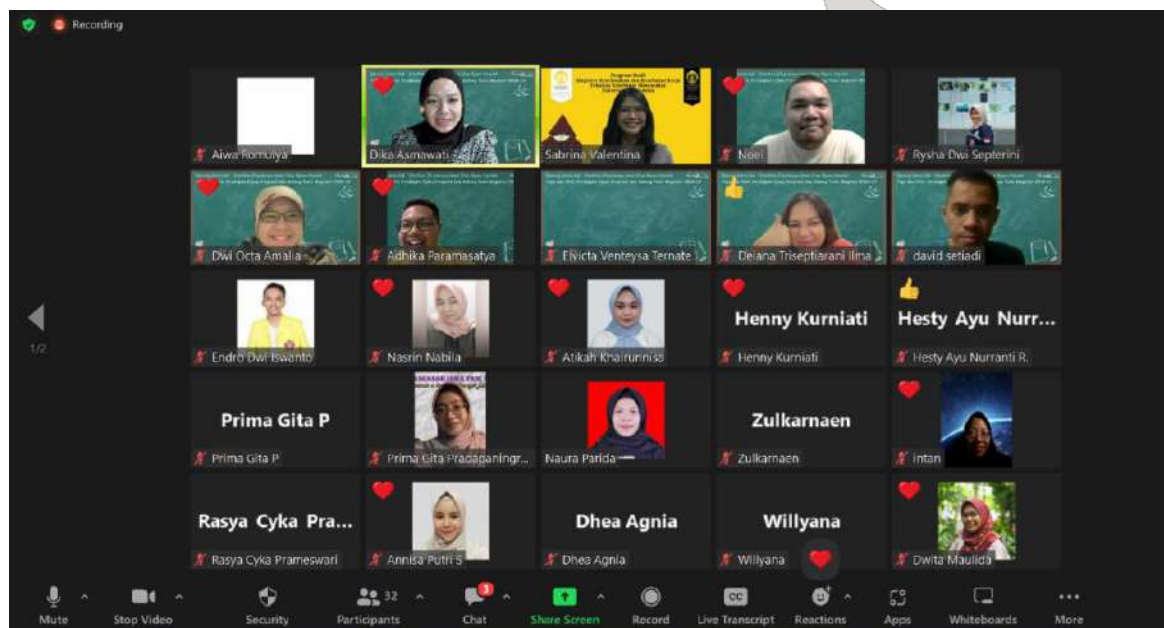 Recording
Aiwa Romulya
Dika Asmawati
Sabrina Valentina
Noel
Rysha Dwi Septerini
Dwi Octa Amalia
Adhika Paramasatya
Elvicta Venteysa Ternate
Deiana Triseptiarani Ilma
david setiadi
Endro Dwi Iswanto
Nasrin Nabila
Atikah Khairunnisa
Henny Kurniati
Henny Kurniati
Hesty Ayu Nurr...
Hesty Ayu Nurranti R.
1/2
Prima Gita P
Prima Gita P
Prima Gita Pradapaningr...
Naura Parida
Zulkarnaen
Zulkarnaen
Intan
Rasya Cyka Pra...
Rasya Cyka Prameswari
Annisa Putri S
Dhea Agnia
Dhea Agnia
Willyana
Willyana
Dwita Maulida
Mute
Stop Video
Security
32
Participants
3
Chat
Share Screen
Record
CC
Live Transcript
Reactions
Apps
Whiteboards
More